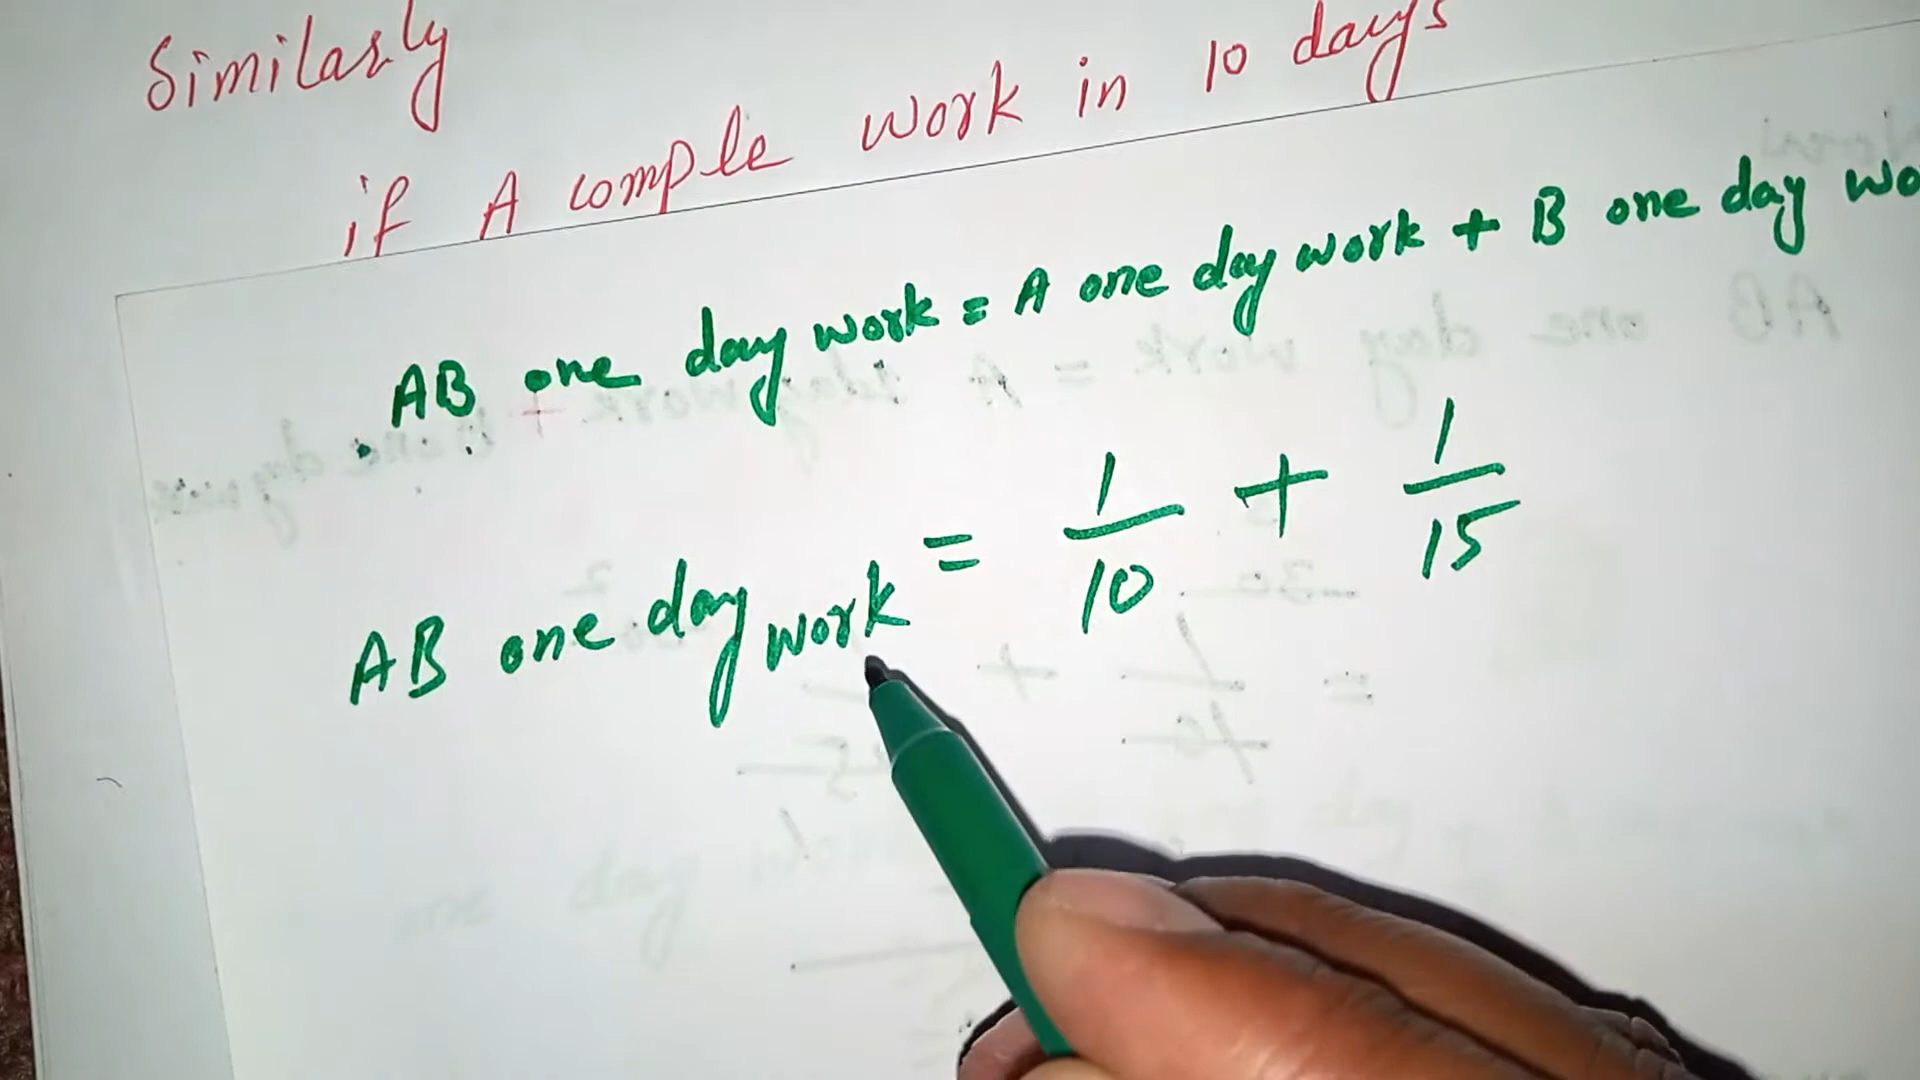 Similarly
if A comple work in 10 days
AB one day work = A one day work + B one day wo
AB one day work = 1/10 + 1/15